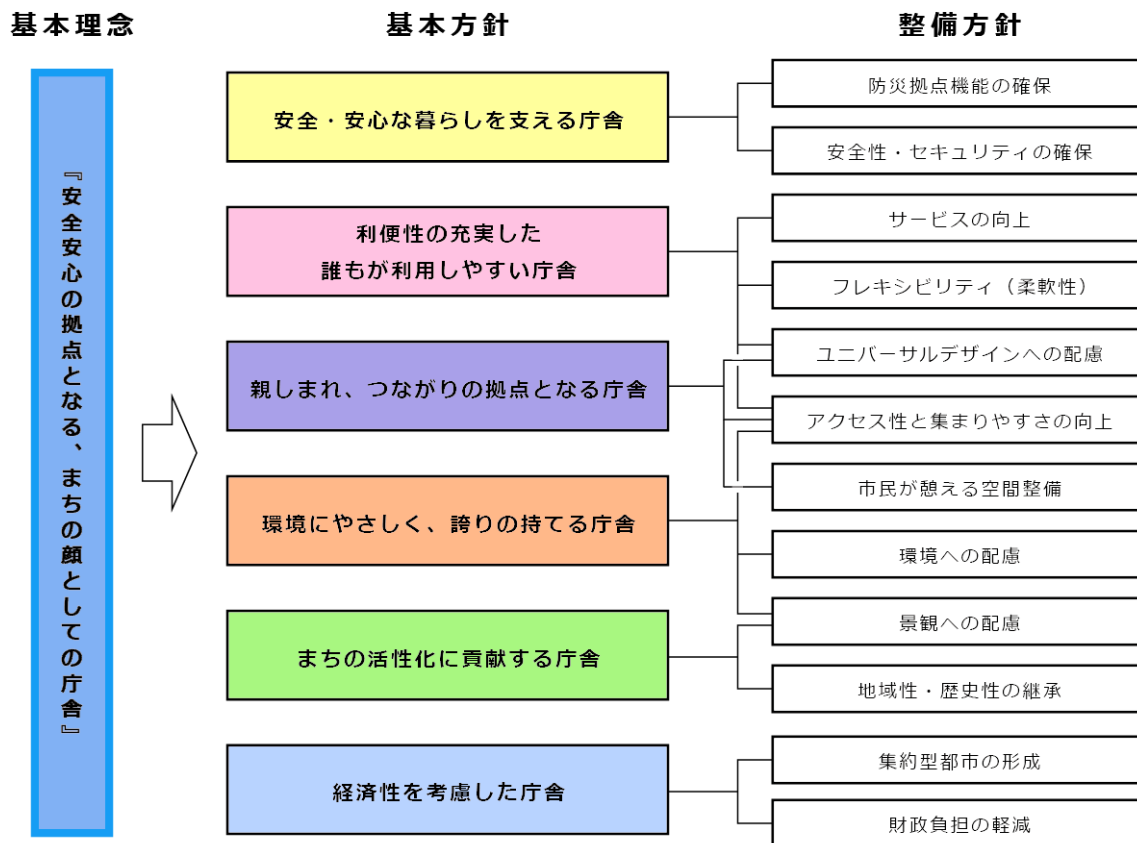 基本理念
基本方針
整備方針
『安全安心の拠点となる、まちの顔としての庁舎』
安全・安心な暮らしを支える庁舎
利便性の充実した
誰もが利用しやすい庁舎
親しまれ、つながりの拠点となる庁舎
環境にやさしく、誇りの持てる庁舎
まちの活性化に貢献する庁舎
経済性を考慮した庁舎
防災拠点機能の確保
安全性・セキュリティの確保
サービスの向上
フレキシビリティ（柔軟性）
ユニバーサルデザインへの配慮
アクセス性と集まりやすさの向上
市民が憩える空間整備
環境への配慮
景観への配慮
地域性・歴史性の継承
集約型都市の形成
財政負担の軽減